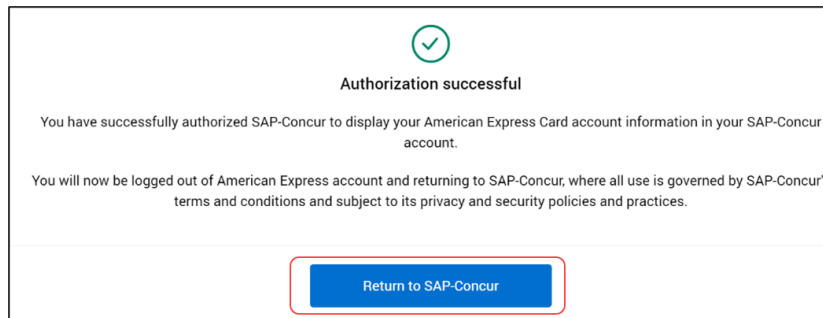 Authorization successful
You have successfully authorized SAP-Concur to display your American Express Card account information in your SAP-Concur
account.
You will now be logged out of American Express account and returning to SAP-Concur, where all use is governed by SAP-Concur'
terms and conditions and subject to its privacy and security policies and practices.
Return to SAP-Concur